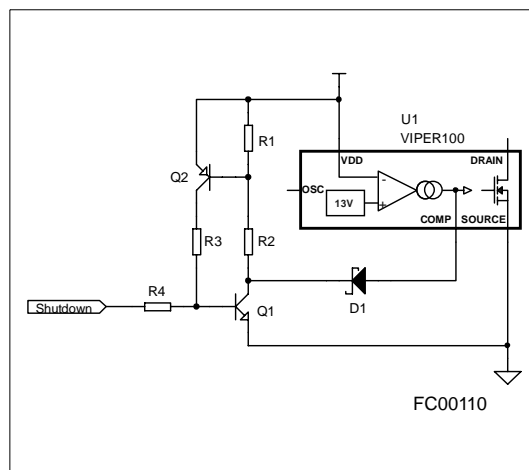 U1
VIPER100
R1
VDD
DRAIN
Q2
OSC
-
13V
+
COMP
SOURCE
R3
R2
R4
D1
Shutdown
Q1
FC00110